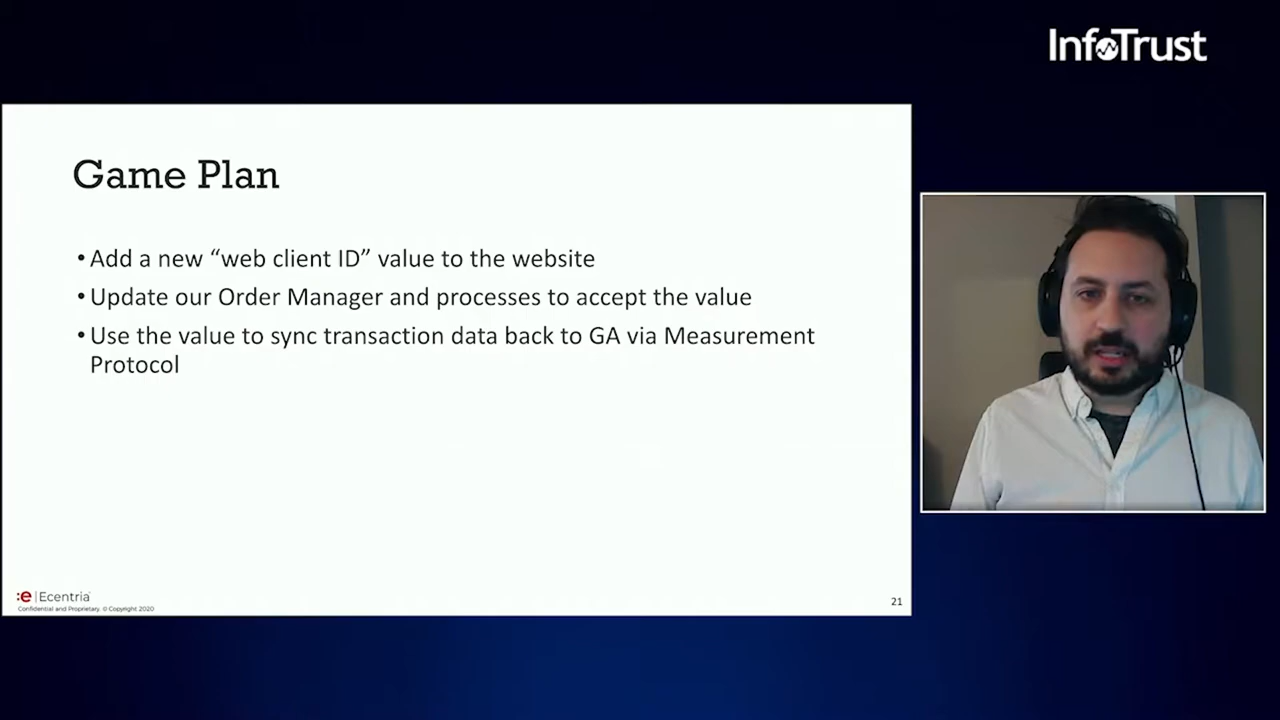 InfoTrust
Game Plan
• Add a new “web client ID” value to the website
• Update our Order Manager and processes to accept the value
• Use the value to sync transaction data back to GA via Measurement
Protocol
:e | Ecentria
Confidential and Proprietary. © Copyright 2020
21